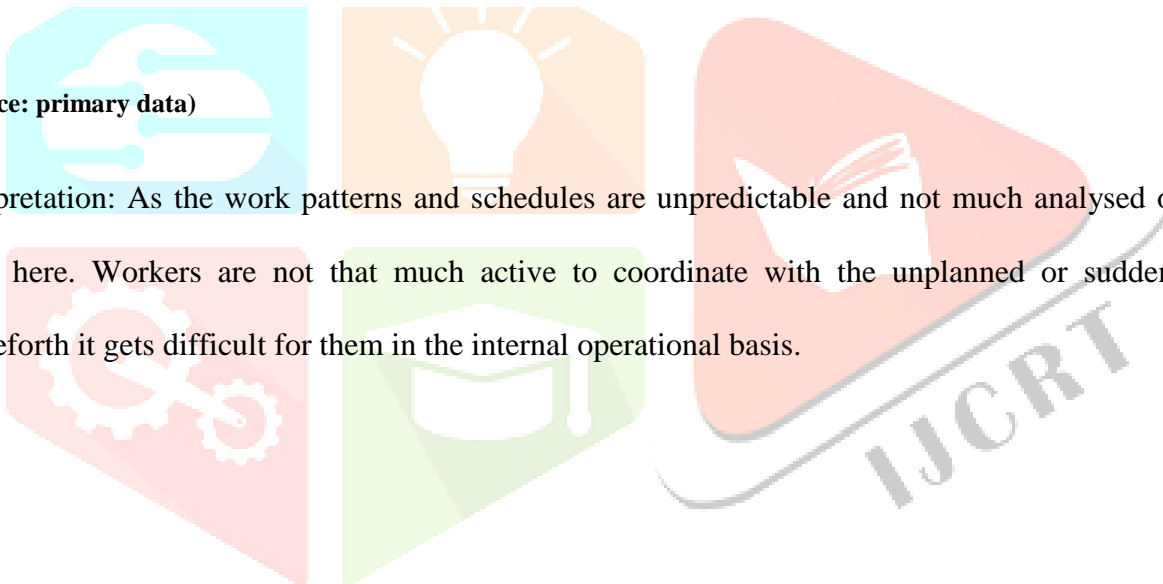 ce: primary data)
pretation: As the work patterns and schedules are unpredictable and not much analysed o
here. Workers are not that much active to coordinate with the unplanned or sudden
eforth it gets difficult for them in the internal operational basis.
IJCRT